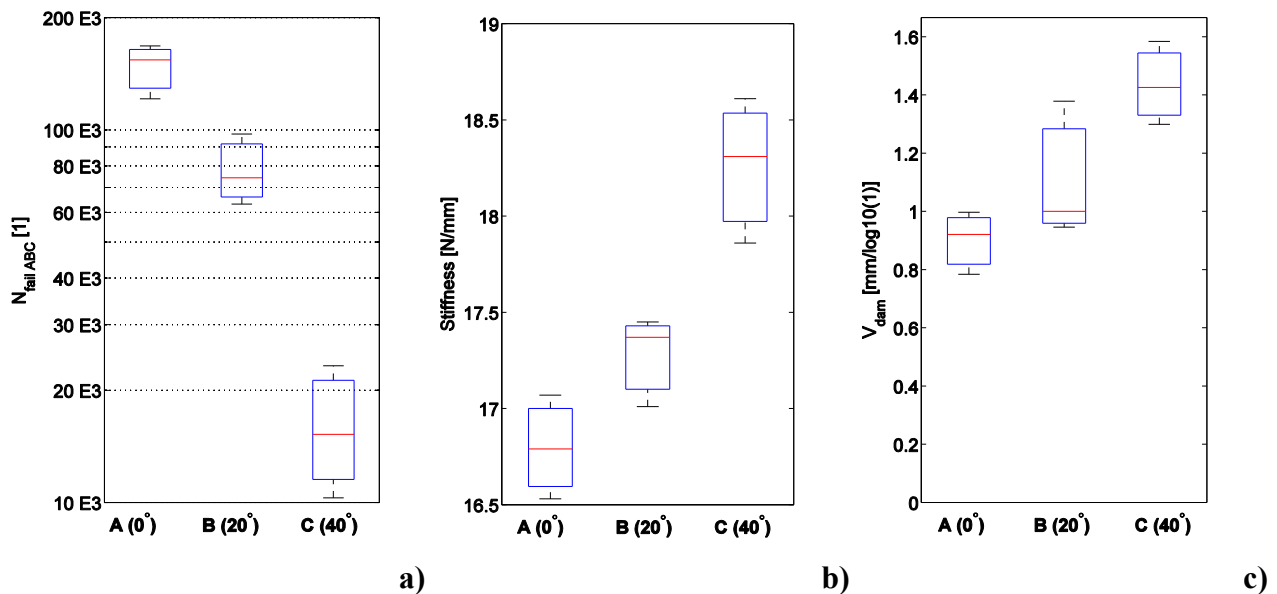 200 E3
100 E3
80 E3
60 E3
40 E3
30 E3
20 E3
10 E3
N_fail ABC [1]
A (0°) B (20°) C (40°)
a)
19
18.5
18
17.5
17
16.5
Stiffness [N/mm]
A (0°) B (20°) C (40°)
b)
1.6
1.4
1.2
1
0.8
0.6
0.4
0.2
0
V_dam [mm/log10(1)]
A (0°) B (20°) C (40°)
c)